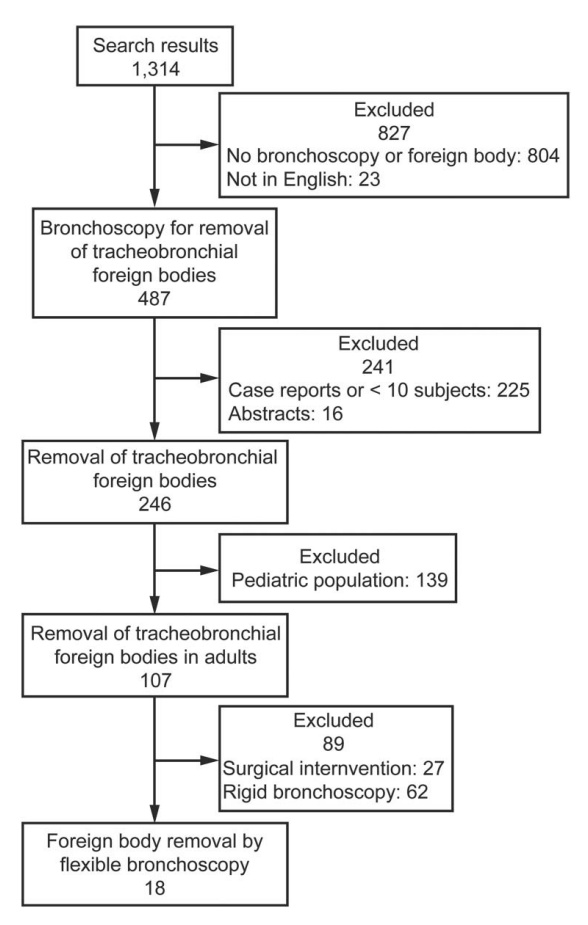 Search results
1,314
Excluded
827
No bronchoscopy or foreign body: 804
Not in English: 23
Bronchoscopy for removal
of tracheobronchial
foreign bodies
487
Excluded
241
Case reports or < 10 subjects: 225
Abstracts: 16
Removal of tracheobronchial
foreign bodies
246
Excluded
Pediatric population: 139
Removal of tracheobronchial
foreign bodies in adults
107
Excluded
89
Surgical internvention: 27
Rigid bronchoscopy: 62
Foreign body removal by
flexible bronchoscopy
18